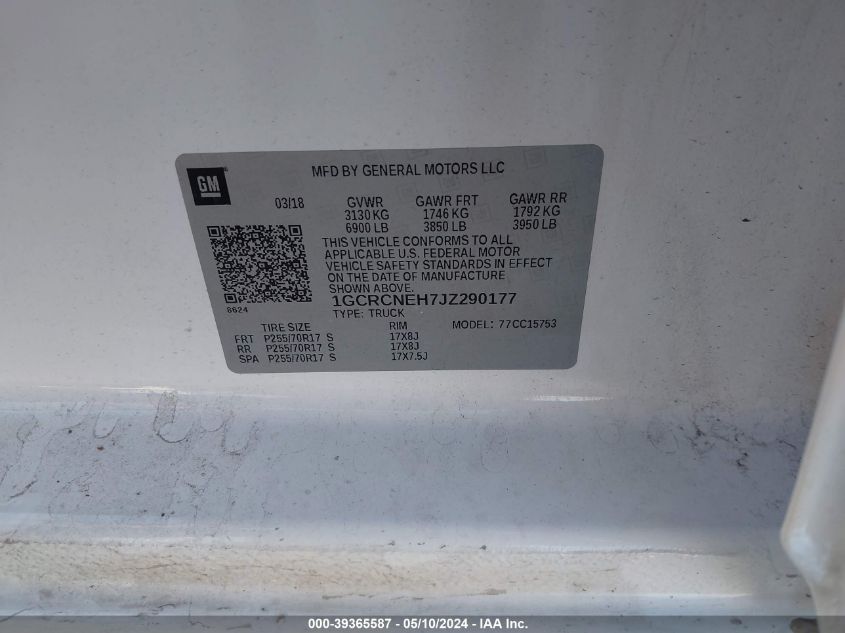 MFD BY GENERAL MOTORS LLC
GM
03/18 GVWR GAWR FRT GAWR RR
3130 KG 1746 KG 1792 KG
6900 LB 3850 LB 3950 LB
THIS VEHICLE CONFORMS TO ALL
APPLICABLE U.S. FEDERAL MOTOR
VEHICLE SAFETY STANDARDS IN EFFECT
ON THE DATE OF MANUFACTURE
SHOWN ABOVE.
1GCRCNEH7JZ290177
8624
TYPE: TRUCK
TIRE SIZE RIM MODEL: 77CC15753
FRT P255/70R17 S 17X8J
RR P255/70R17 S 17X8J
SPA P255/70R17 S 17X7.5J
000-39365587 - 05/10/2024 - IAA Inc.